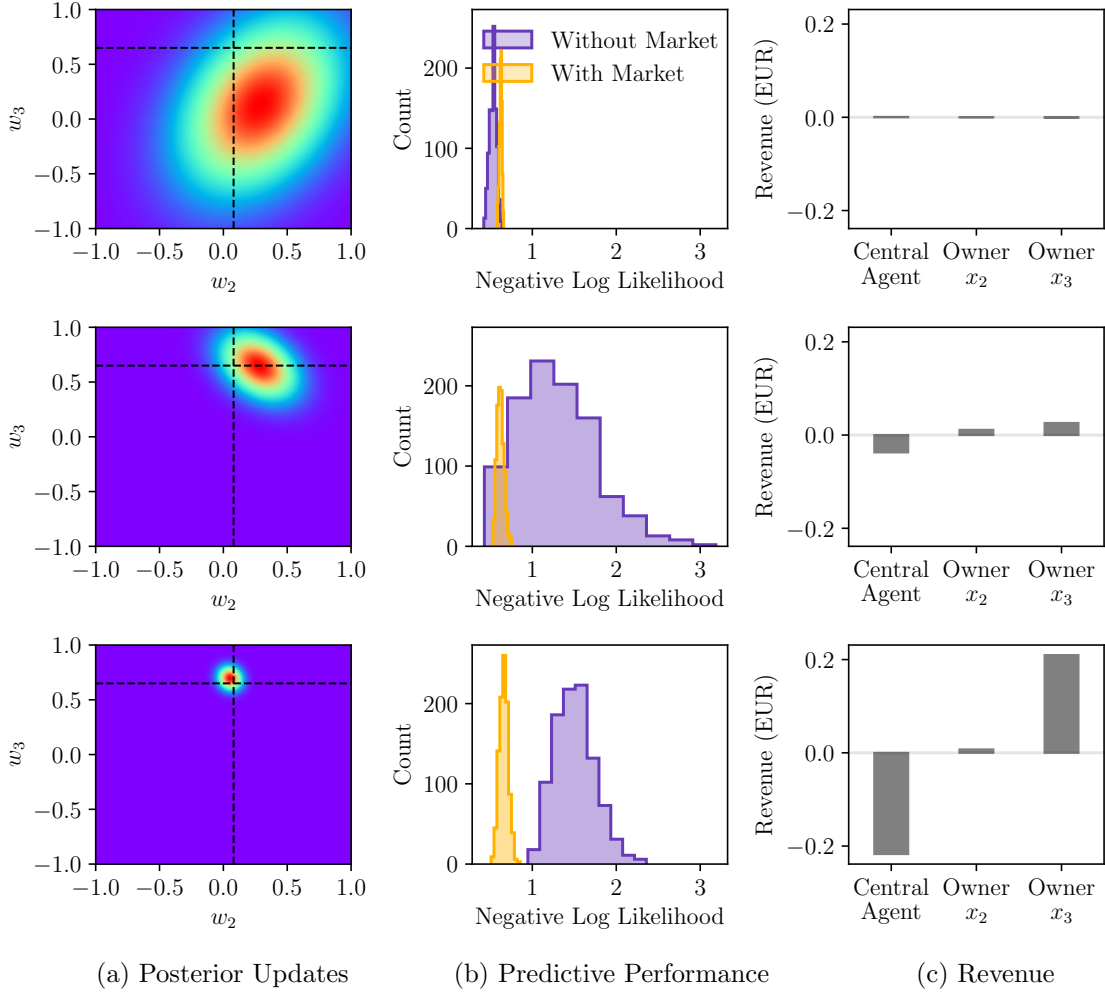 1.0
0.5
0.0
−0.5
−1.0
w₃
−1.0 −0.5 0.0 0.5 1.0
w₂
200
100
0
Count
Without Market
With Market
1 2 3
Negative Log Likelihood
0.2
0.0
−0.2
Revenue (EUR)
Central Owner Owner
Agent x₂ x₃
1.0
0.5
0.0
−0.5
−1.0
w₃
−1.0 −0.5 0.0 0.5 1.0
w₂
200
100
0
Count
1 2 3
Negative Log Likelihood
0.2
0.0
−0.2
Revenue (EUR)
Central Owner Owner
Agent x₂ x₃
1.0
0.5
0.0
−0.5
−1.0
w₃
−1.0 −0.5 0.0 0.5 1.0
w₂
200
100
0
Count
1 2 3
Negative Log Likelihood
0.2
0.0
−0.2
Revenue (EUR)
Central Owner Owner
Agent x₂ x₃
(a) Posterior Updates
(b) Predictive Performance
(c) Revenue